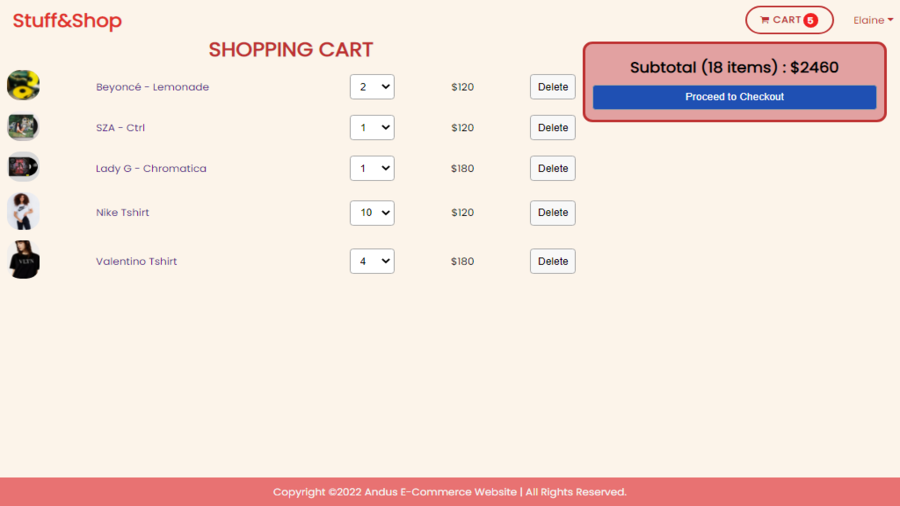 Stuff&Shop
CART 5
Elaine
SHOPPING CART
Subtotal (18 items) : $2460
Proceed to Checkout
Beyoncé - Lemonade 2 $120 Delete
SZA - Ctrl 1 $120 Delete
Lady G - Chromatica 1 $180 Delete
Nike Tshirt 10 $120 Delete
Valentino Tshirt 4 $180 Delete
Copyright ©2022 Andus E-Commerce Website | All Rights Reserved.